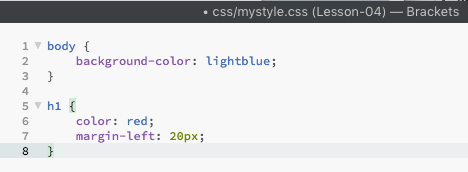 • css/mystyle.css (Lesson-04) — Brackets
1 ▼ body {
2     background-color: lightblue;
3 }
4
5 ▼ h1 {
6     color: red;
7     margin-left: 20px;
8 }